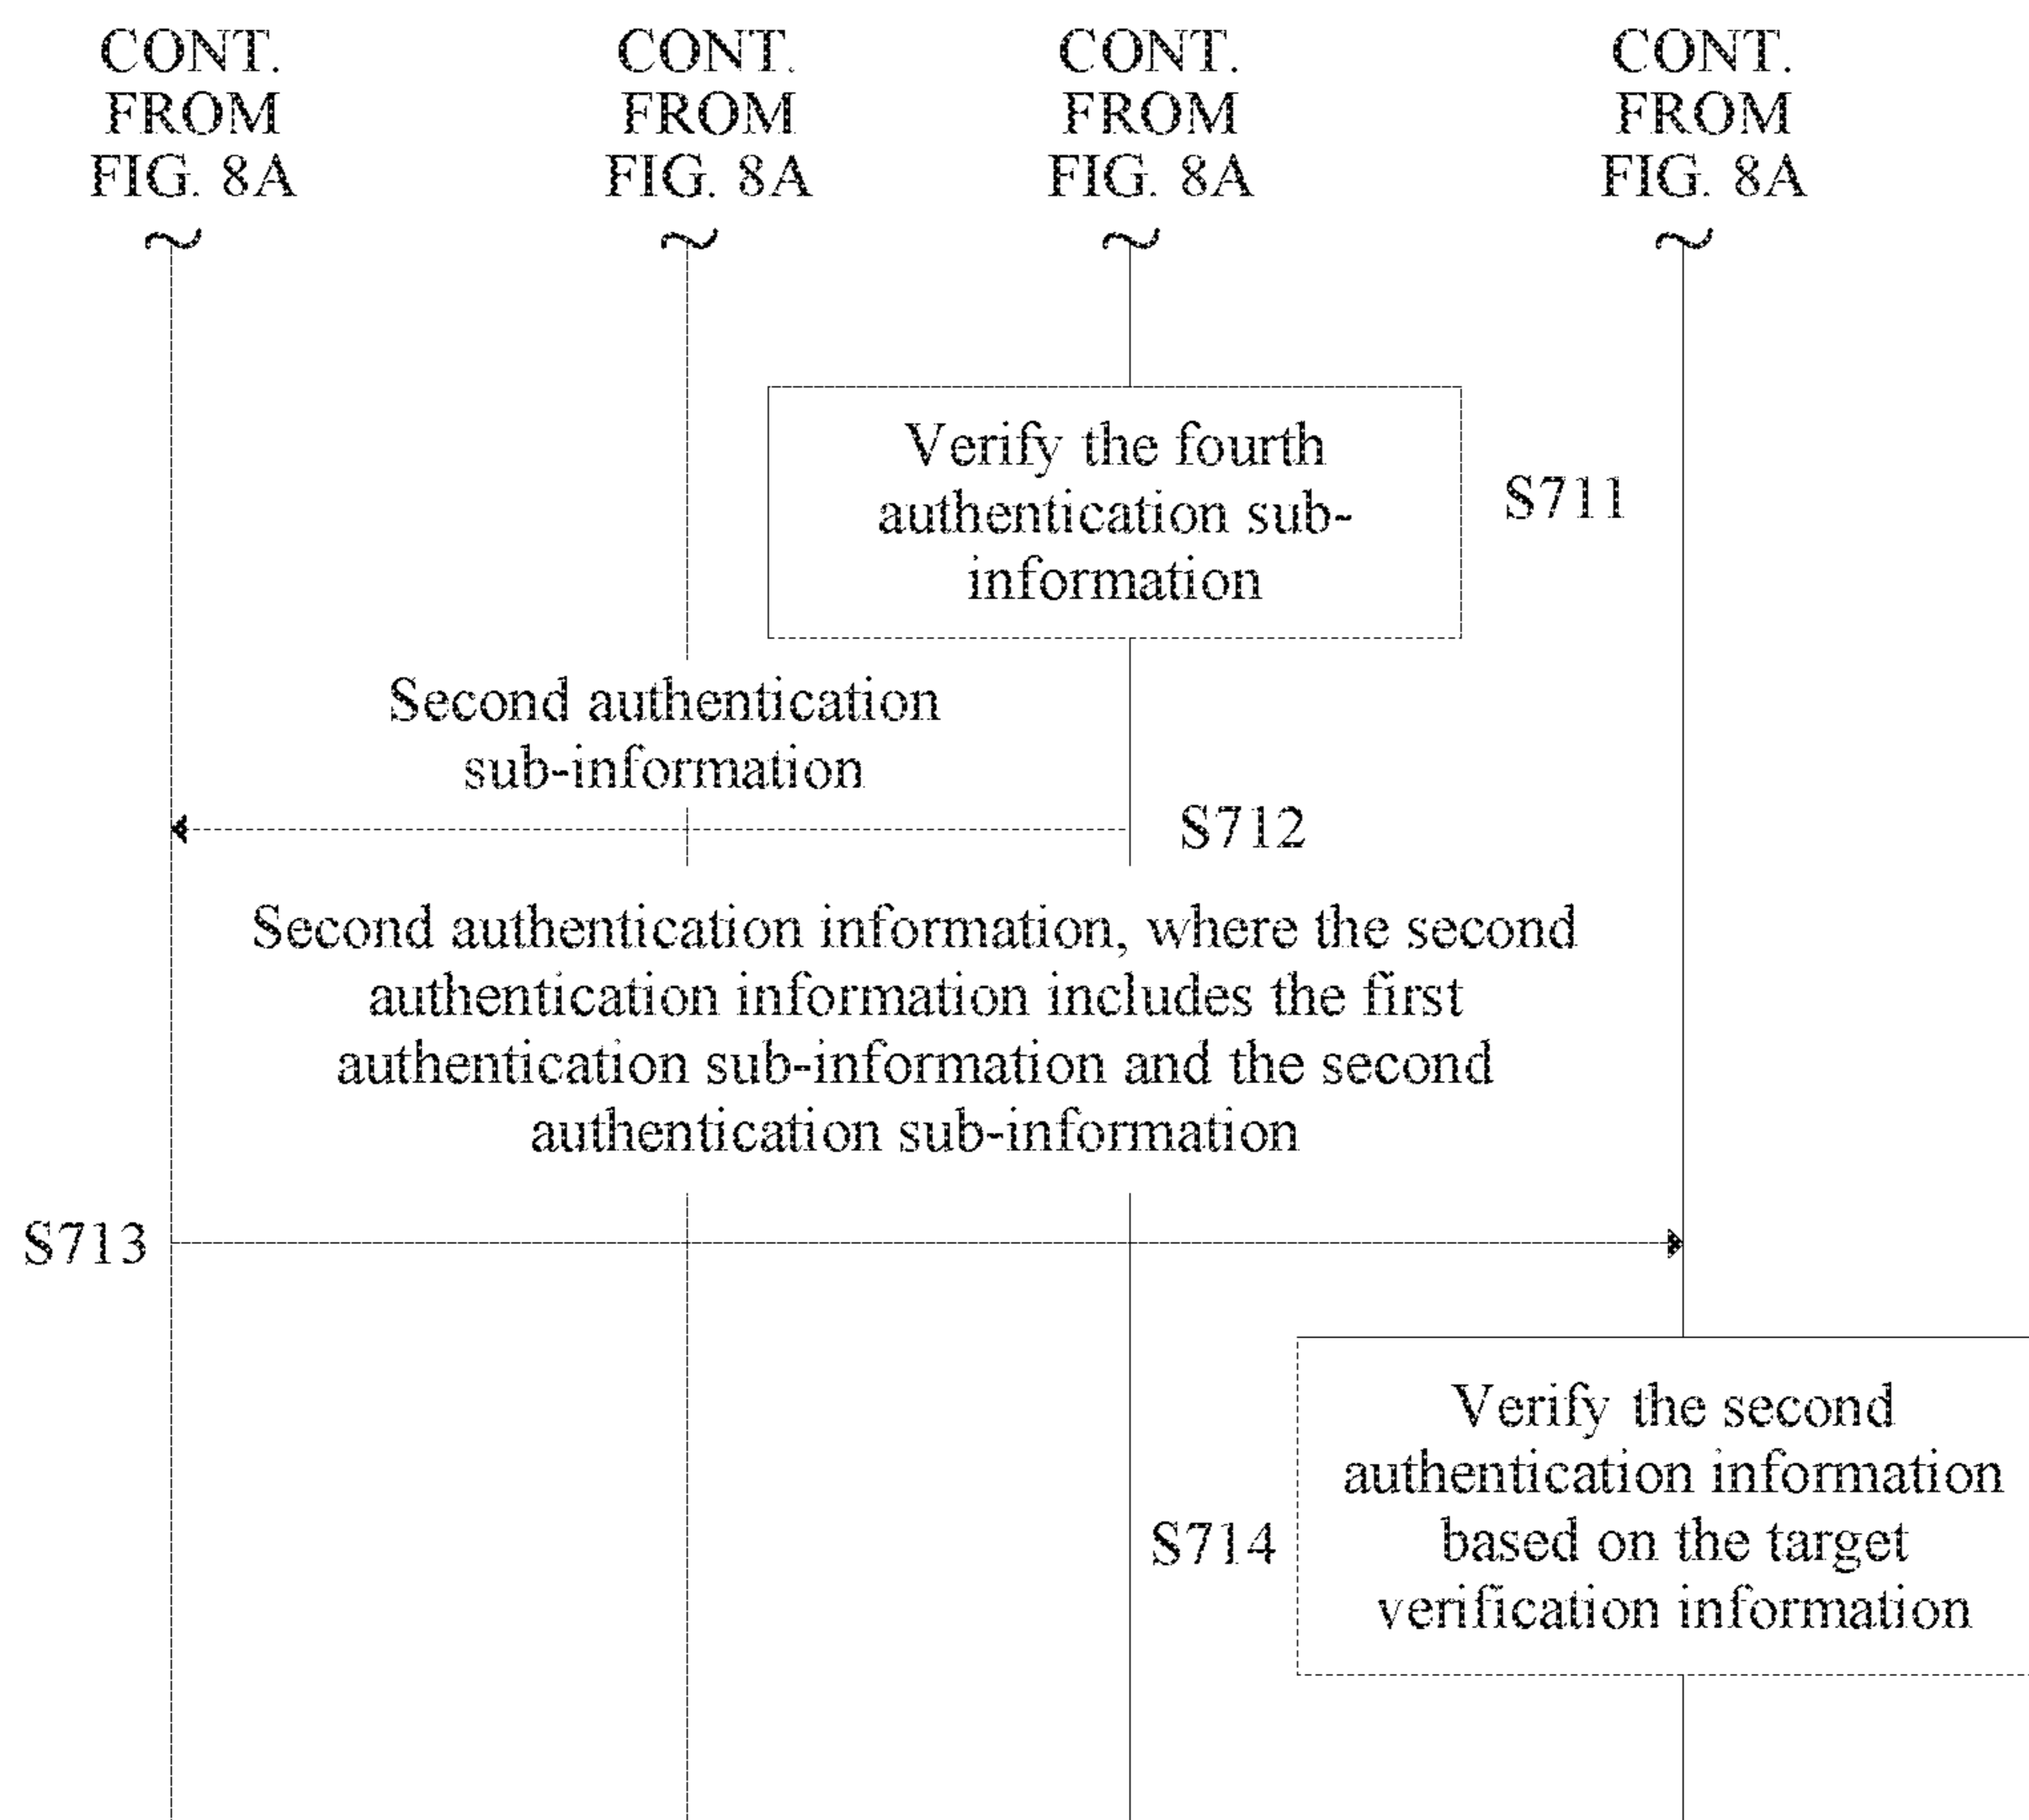 CONT.
FROM
FIG. 8A
CONT.
FROM
FIG. 8A
CONT.
FROM
FIG. 8A
CONT.
FROM
FIG. 8A
Verify the fourth
authentication sub-
information
S711
Second authentication
sub-information
S712
Second authentication information, where the second
authentication information includes the first
authentication sub-information and the second
authentication sub-information
S713
Verify the second
authentication information
based on the target
verification information
S714